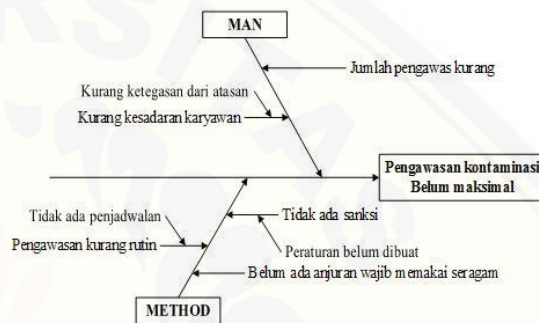 MAN
Jumlah pengawas kurang
Kurang ketegasan dari atasan
Kurang kesadaran karyawan
Pengawasan kontaminasi
Belum maksimal
Tidak ada penjadwalan
Tidak ada sanksi
Pengawasan kurang rutin
Peraturan belum dibuat
Belum ada anjuran wajib memakai seragam
METHOD